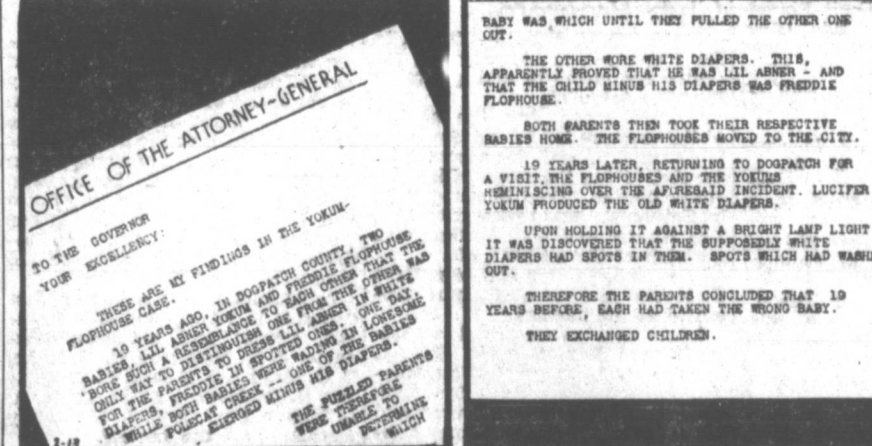 OFFICE OF THE ATTORNEY-GENERAL
TO THE GOVERNOR
YOUR EXCELLENCY:
THESE ARE MY FINDINGS IN THE YOKUM-
FLOPHOUSE CASE.
19 YEARS AGO, IN DOGPATCH COUNTY, TWO
BABIES, LIL ABNER YOKUM AND FREDDIE FLOPHOUSE
'BORE SUCH A RESEMBLANCE TO EACH OTHER THAT THE
ONLY WAY TO DISTINGUISH ONE FROM THE OTHER WAS
FOR THE PARENTS TO DRESS LIL ABNER IN WHITE
DIAPERS, FREDDIE IN SPOTTED ONES. ONE DAY,
WHILE BOTH BABIES WERE WADING IN LONESOME
POLECAT CREEK -- ONE OF THE BABIES
EMERGED MINUS HIS DIAPERS.
THE PUZZLED PARENTS
WERE THEREFORE
UNABLE TO
DETERMINE
WHICH
2-13
BABY WAS WHICH UNTIL THEY PULLED THE OTHER ONE
OUT.
THE OTHER WORE WHITE DIAPERS. THIS,
APPARENTLY PROVED THAT HE WAS LIL ABNER - AND
THAT THE CHILD MINUS HIS DIAPERS WAS FREDDIE
FLOPHOUSE.
BOTH PARENTS THEN TOOK THEIR RESPECTIVE
BABIES HOME. THE FLOPHOUSES MOVED TO THE CITY.
19 YEARS LATER, RETURNING TO DOGPATCH FOR
A VISIT, THE FLOPHOUSES AND THE YOKUMS
REMINISCING OVER THE AFORESAID INCIDENT. LUCIFER
YOKUM PRODUCED THE OLD WHITE DIAPERS.
UPON HOLDING IT AGAINST A BRIGHT LAMP LIGHT
IT WAS DISCOVERED THAT THE SUPPOSEDLY WHITE
DIAPERS HAD SPOTS IN THEM. SPOTS WHICH HAD WASHE
OUT.
THEREFORE THE PARENTS CONCLUDED THAT 19
YEARS BEFORE, EACH HAD TAKEN THE WRONG BABY.
THEY EXCHANGED CHILDREN.